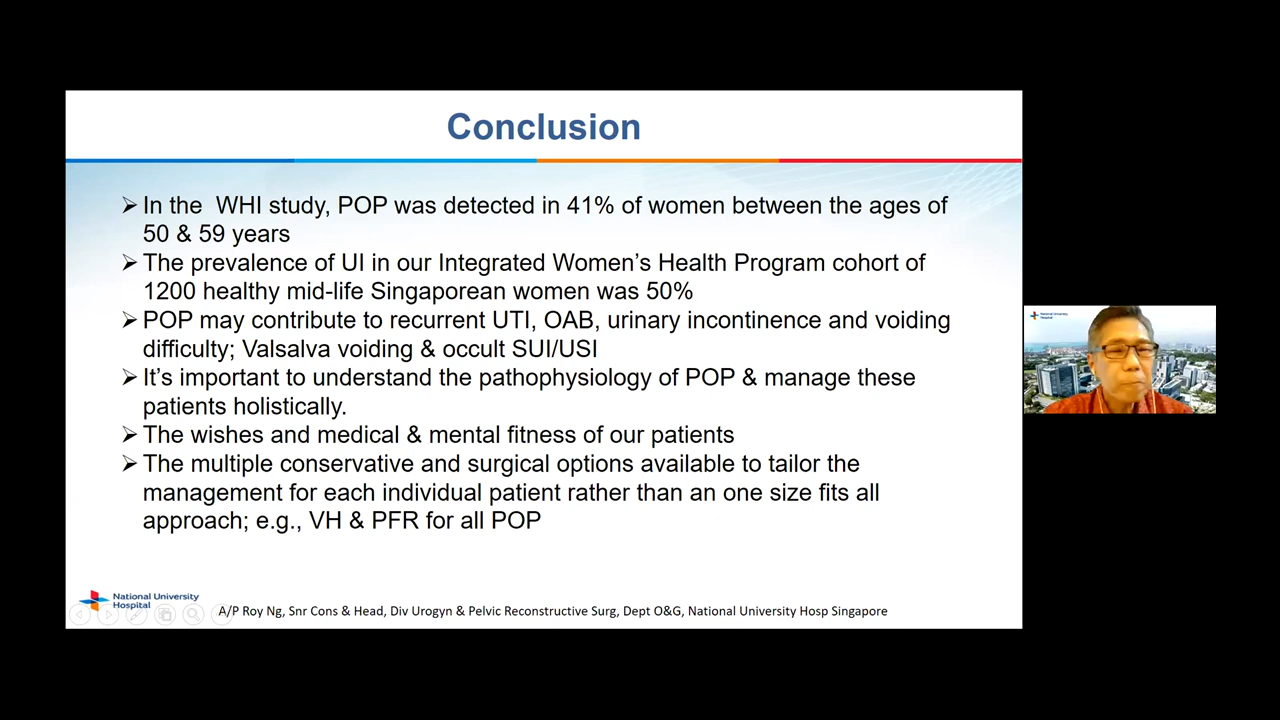 Conclusion
➢ In the  WHI study, POP was detected in 41% of women between the ages of
50 & 59 years
➢ The prevalence of UI in our Integrated Women’s Health Program cohort of
1200 healthy mid-life Singaporean women was 50%
➢ POP may contribute to recurrent UTI, OAB, urinary incontinence and voiding
difficulty; Valsalva voiding & occult SUI/USI
➢ It’s important to understand the pathophysiology of POP & manage these
patients holistically.
➢ The wishes and medical & mental fitness of our patients
➢ The multiple conservative and surgical options available to tailor the
management for each individual patient rather than an one size fits all
approach; e.g., VH & PFR for all POP
National University
Hospital
A/P Roy Ng, Snr Cons & Head, Div Urogyn & Pelvic Reconstructive Surg, Dept O&G, National University Hosp Singapore
National University
Hospital